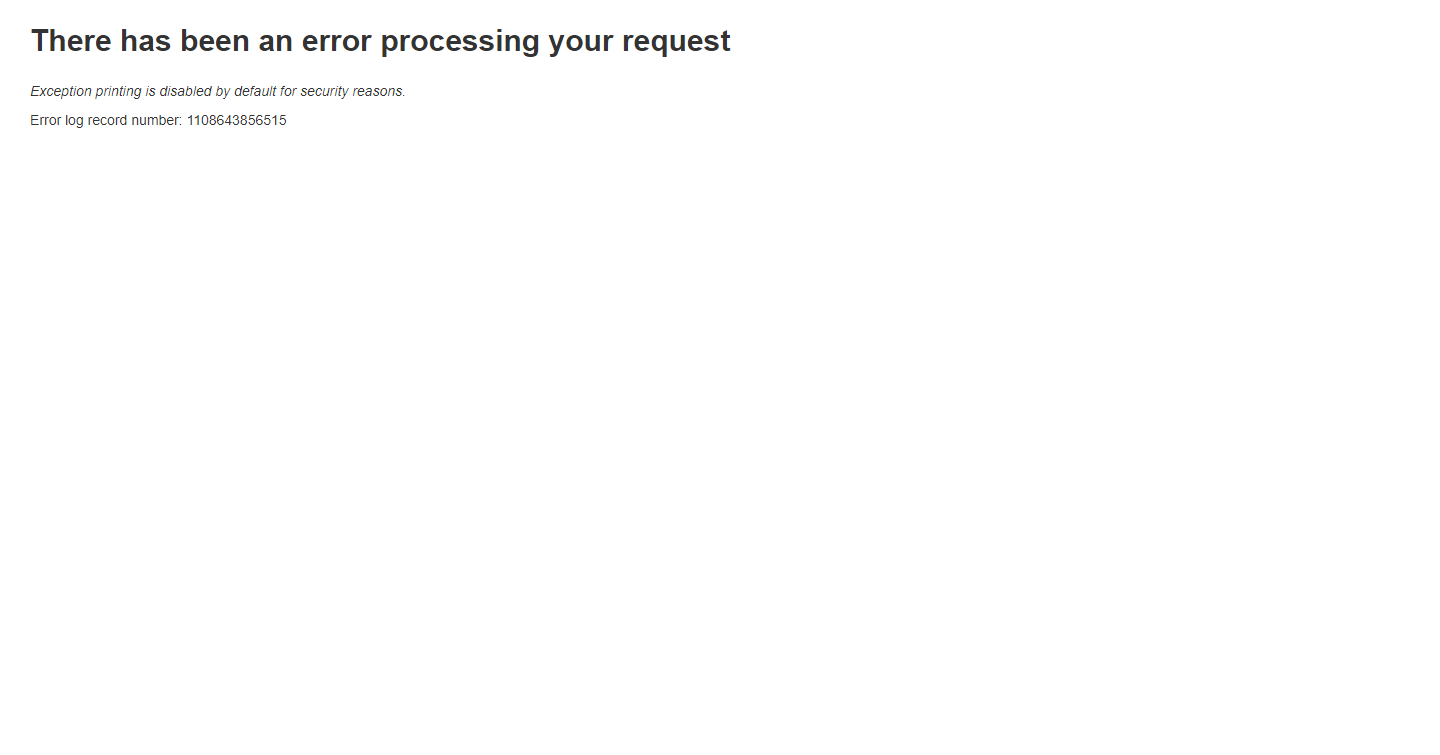 There has been an error processing your request
Exception printing is disabled by default for security reasons.
Error log record number: 1108643856515